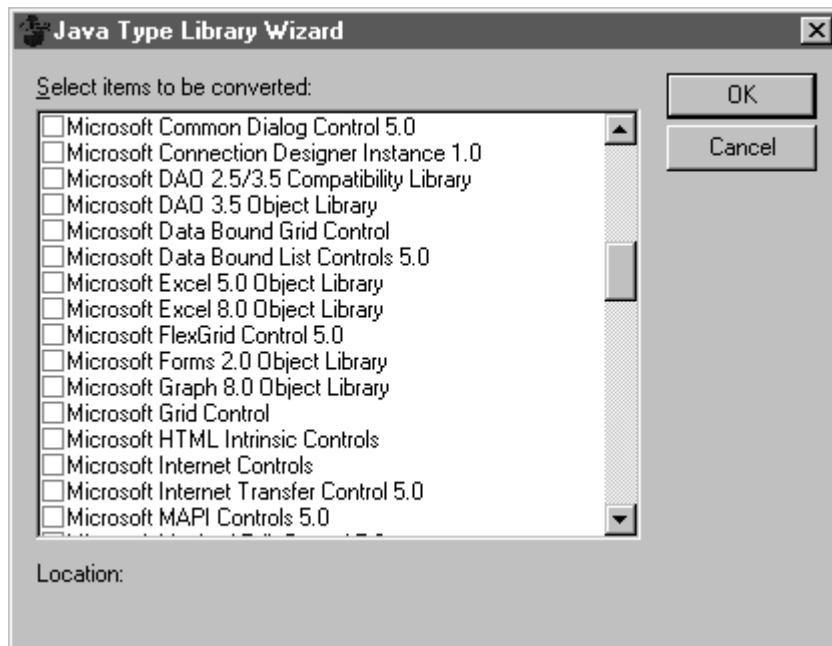 Java Type Library Wizard
Select items to be converted:
Microsoft Common Dialog Control 5.0
Microsoft Connection Designer Instance 1.0
Microsoft DAO 2.5/3.5 Compatibility Library
Microsoft DAO 3.5 Object Library
Microsoft Data Bound Grid Control
Microsoft Data Bound List Controls 5.0
Microsoft Excel 5.0 Object Library
Microsoft Excel 8.0 Object Library
Microsoft FlexGrid Control 5.0
Microsoft Forms 2.0 Object Library
Microsoft Graph 8.0 Object Library
Microsoft Grid Control
Microsoft HTML Intrinsic Controls
Microsoft Internet Controls
Microsoft Internet Transfer Control 5.0
Microsoft MAPI Controls 5.0
OK
Cancel
Location: